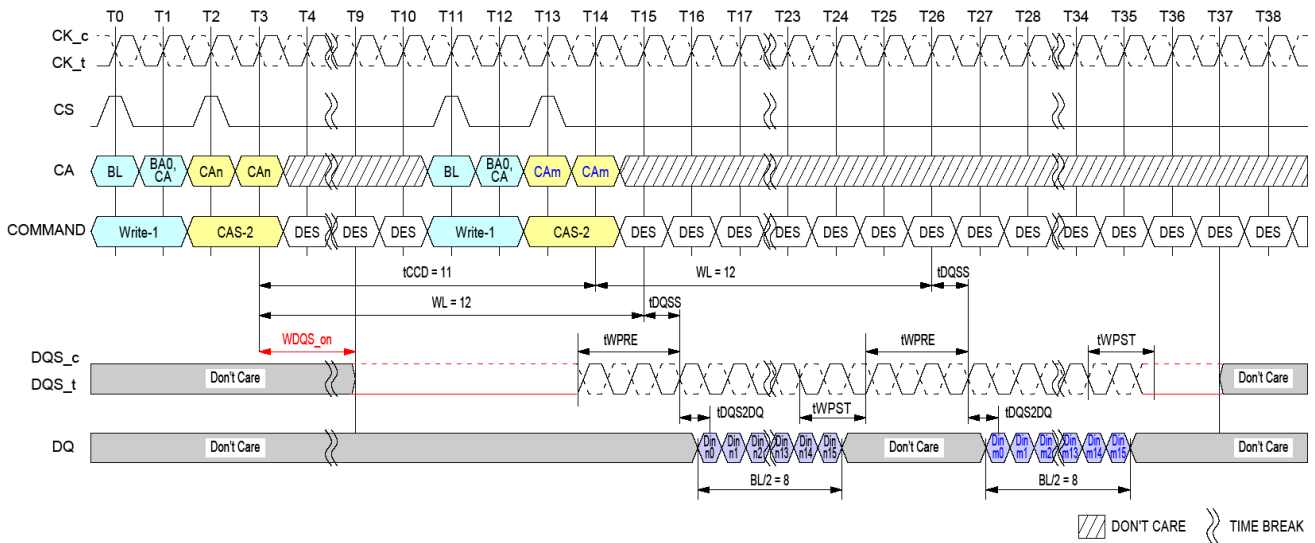 T0 T1 T2 T3 T4 T9 T10 T11 T12 T13 T14 T15 T16 T17 T23 T24 T25 T26 T27 T28 T34 T35 T36 T37 T38
CK_c
CK_t
CS
CA BL BA0, CA CAn CAn BL BA0, CA CAm CAm
COMMAND Write-1 CAS-2 DES DES DES Write-1 CAS-2 DES DES DES DES DES DES DES DES DES DES DES DES DES DES
tCCD = 11 WL = 12 tDQSS
WL = 12 tDQSS
WDQS_on tWPRE tWPRE tWPST
DQS_c
DQS_t
Don't Care Don't Care
tDQS2DQ tWPST tDQS2DQ
DQ Don't Care Din n0 Din n1 Din n2 Din n13 Din n14 Din n15 Don't Care Din m0 Din m1 Din m2 Din m13 Din m14 Din m15 Don't Care
BL/2 = 8 BL/2 = 8
DON'T CARE TIME BREAK